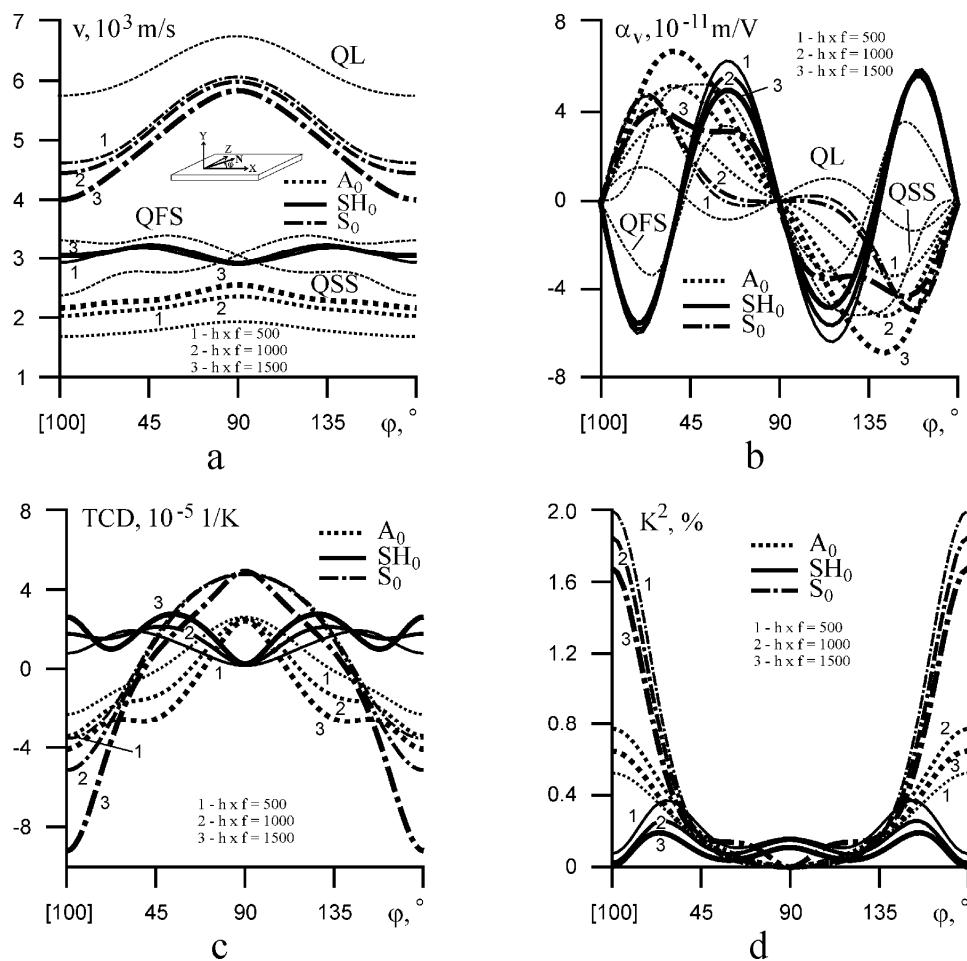 v, 10³ m/s
7
6
5
4
3
2
1
QL
1
2
3
Y
Z
N
φ
X
A₀
SH₀
S₀
QFS
3
1
3
QSS
2
1
1 - h x f = 500
2 - h x f = 1000
3 - h x f = 1500
[100] 45 90 135 φ, °
a
αᵥ, 10⁻¹¹ m/V
8
4
0
-4
-8
1 - h x f = 500
2 - h x f = 1000
3 - h x f = 1500
3
1
2
3
2
1
QL
QFS
QSS
1
2
3
A₀
SH₀
S₀
[100] 45 90 135 φ, °
b
TCD, 10⁻⁵ 1/K
8
4
0
-4
-8
A₀
SH₀
S₀
3
2
1
1
2
3
1
2
3
1 - h x f = 500
2 - h x f = 1000
3 - h x f = 1500
[100] 45 90 135 φ, °
c
K², %
2.0
1.6
1.2
0.8
0.4
0
A₀
SH₀
S₀
1 - h x f = 500
2 - h x f = 1000
3 - h x f = 1500
2
1
3
1
2
3
2
3
1
1
[100] 45 90 135 φ, °
d